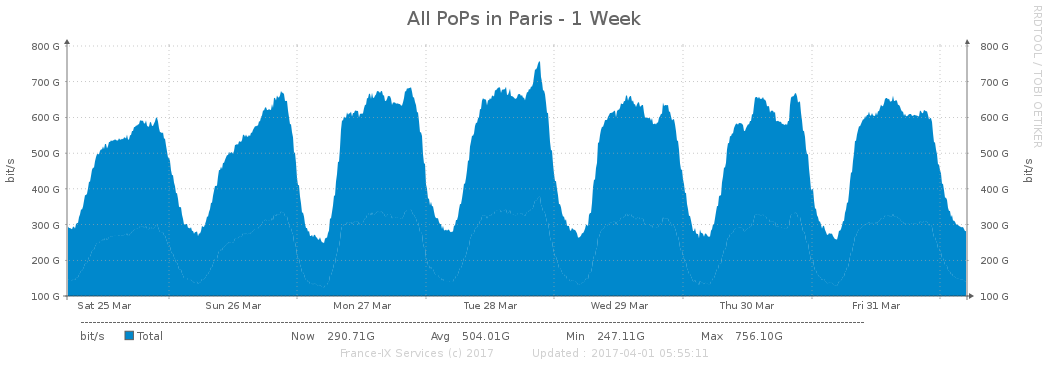 All PoPs in Paris - 1 Week
RRDTOOL / TOBI OETIKER
800 G 800 G
700 G 700 G
600 G 600 G
500 G 500 G
400 G 400 G
300 G 300 G
200 G 200 G
100 G 100 G
bit/s bit/s
Sat 25 Mar Sun 26 Mar Mon 27 Mar Tue 28 Mar Wed 29 Mar Thu 30 Mar Fri 31 Mar
bit/s Total Now 290.71G Avg 504.01G Min 247.11G Max 756.10G
France-IX Services (c) 2017 Updated : 2017-04-01 05:55:11